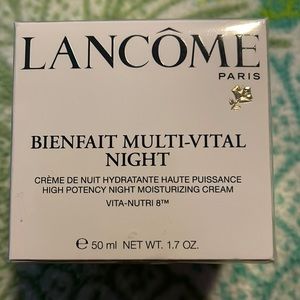 LANCÔME
PARIS
BIENFAIT MULTI-VITAL
NIGHT
CRÈME DE NUIT HYDRATANTE HAUTE PUISSANCE
HIGH POTENCY NIGHT MOISTURIZING CREAM
VITA-NUTRI 8™
℮ 50 ml NET WT. 1.7 OZ.